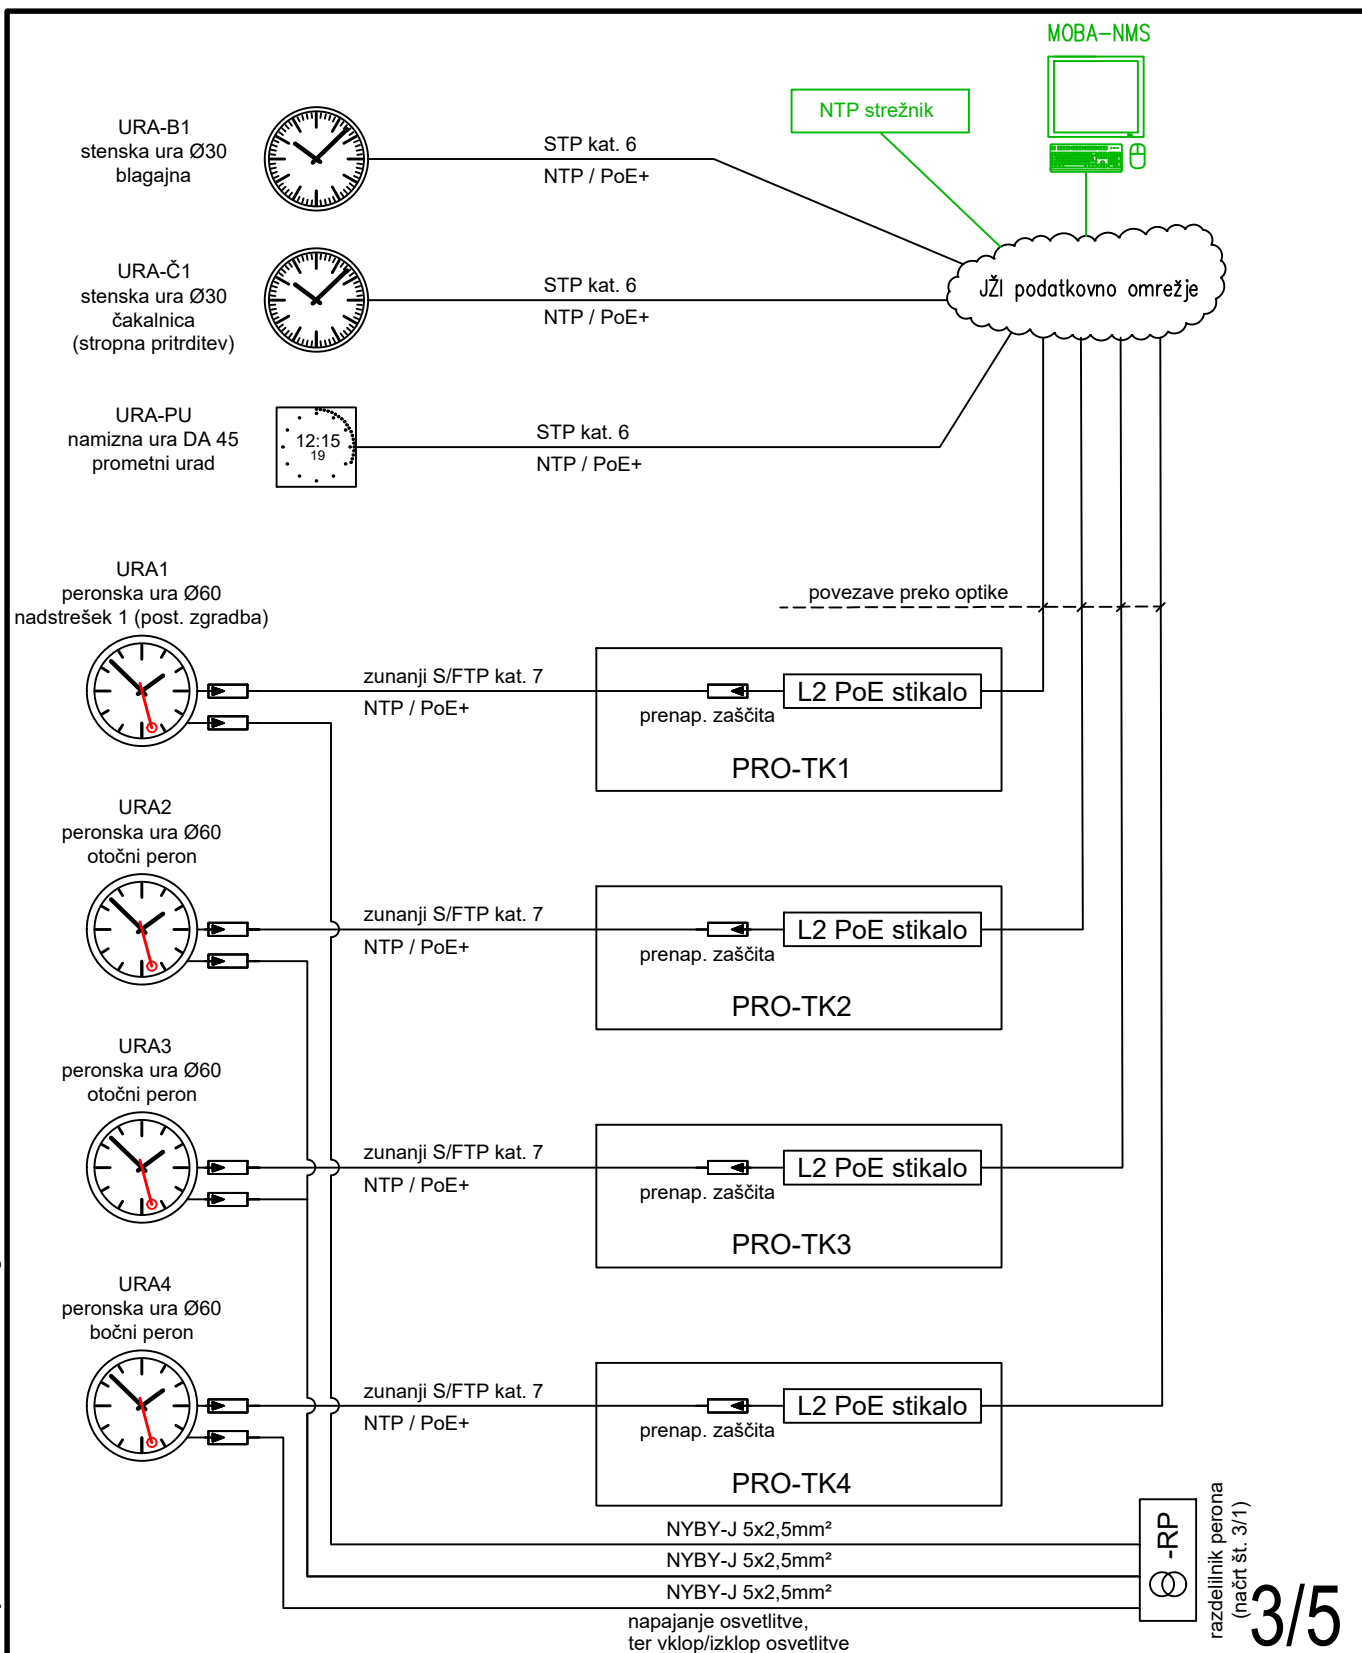 MOBA-NMS
NTP strežnik
URA-B1
stenska ura Ø30
blagajna
STP kat. 6
NTP / PoE+
URA-Č1
stenska ura Ø30
čakalnica
(stropna pritrditev)
STP kat. 6
NTP / PoE+
JŽI podatkovno omrežje
URA-PU
namizna ura DA 45
prometni urad
12:15
19
STP kat. 6
NTP / PoE+
povezave preko optike
URA1
peronska ura Ø60
nadstrešek 1 (post. zgradba)
zunanji S/FTP kat. 7
NTP / PoE+
prenap. zaščita
L2 PoE stikalo
PRO-TK1
URA2
peronska ura Ø60
otočni peron
zunanji S/FTP kat. 7
NTP / PoE+
prenap. zaščita
L2 PoE stikalo
PRO-TK2
URA3
peronska ura Ø60
otočni peron
zunanji S/FTP kat. 7
NTP / PoE+
prenap. zaščita
L2 PoE stikalo
PRO-TK3
URA4
peronska ura Ø60
bočni peron
zunanji S/FTP kat. 7
NTP / PoE+
prenap. zaščita
L2 PoE stikalo
PRO-TK4
NYBY-J 5x2,5mm²
NYBY-J 5x2,5mm²
NYBY-J 5x2,5mm²
napajanje osvetlitve,
ter vklop/izklop osvetlitve
-RP
razdelilnik perona
(načrt št. 3/1)
3/5